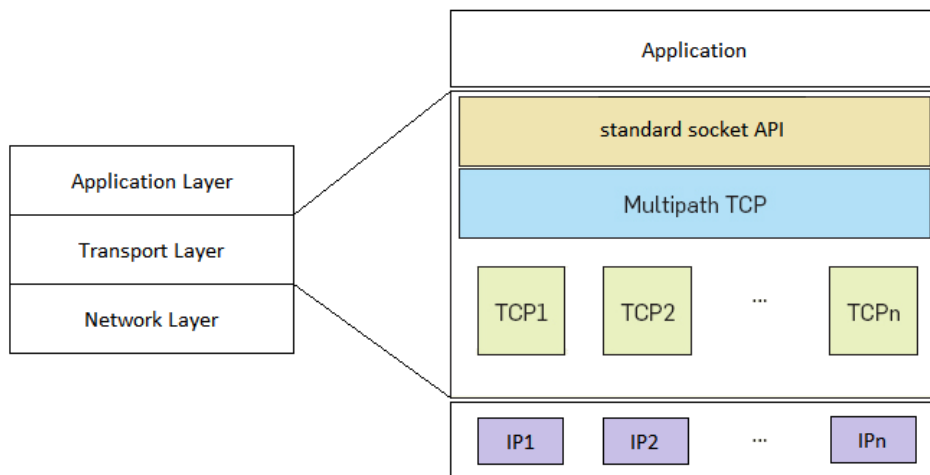 Application
standard socket API
Application Layer
Multipath TCP
Transport Layer
Network Layer
TCP1 TCP2 ... TCPn
IP1 IP2 ... IPn